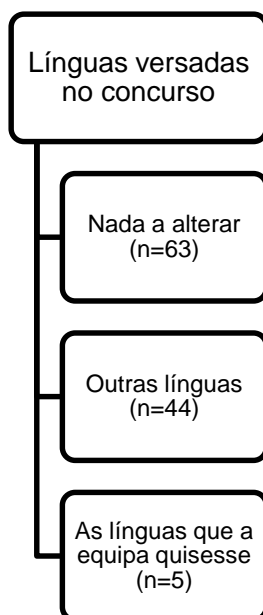 Línguas versadas
no concurso
Nada a alterar
(n=63)
Outras línguas
(n=44)
As línguas que a
equipa quisesse
(n=5)